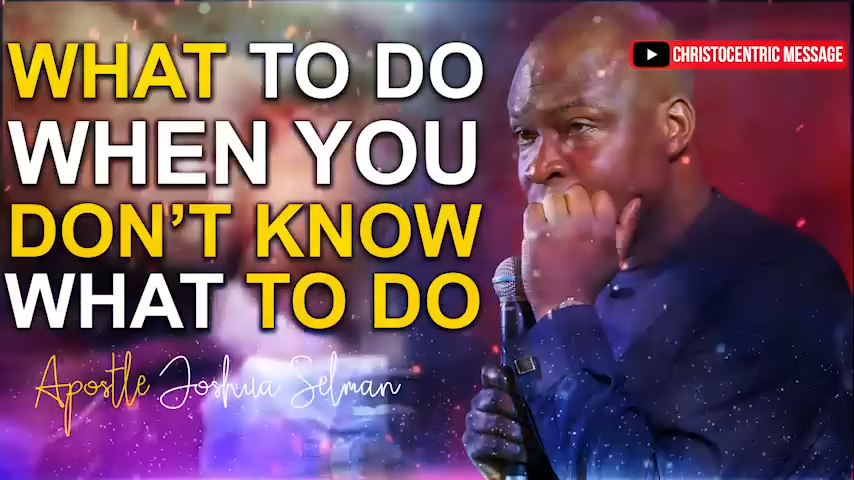 WHAT TO DO
WHEN YOU
DON'T KNOW
WHAT TO DO
Apostle Joshua Selman
CHRISTOCENTRIC MESSAGE